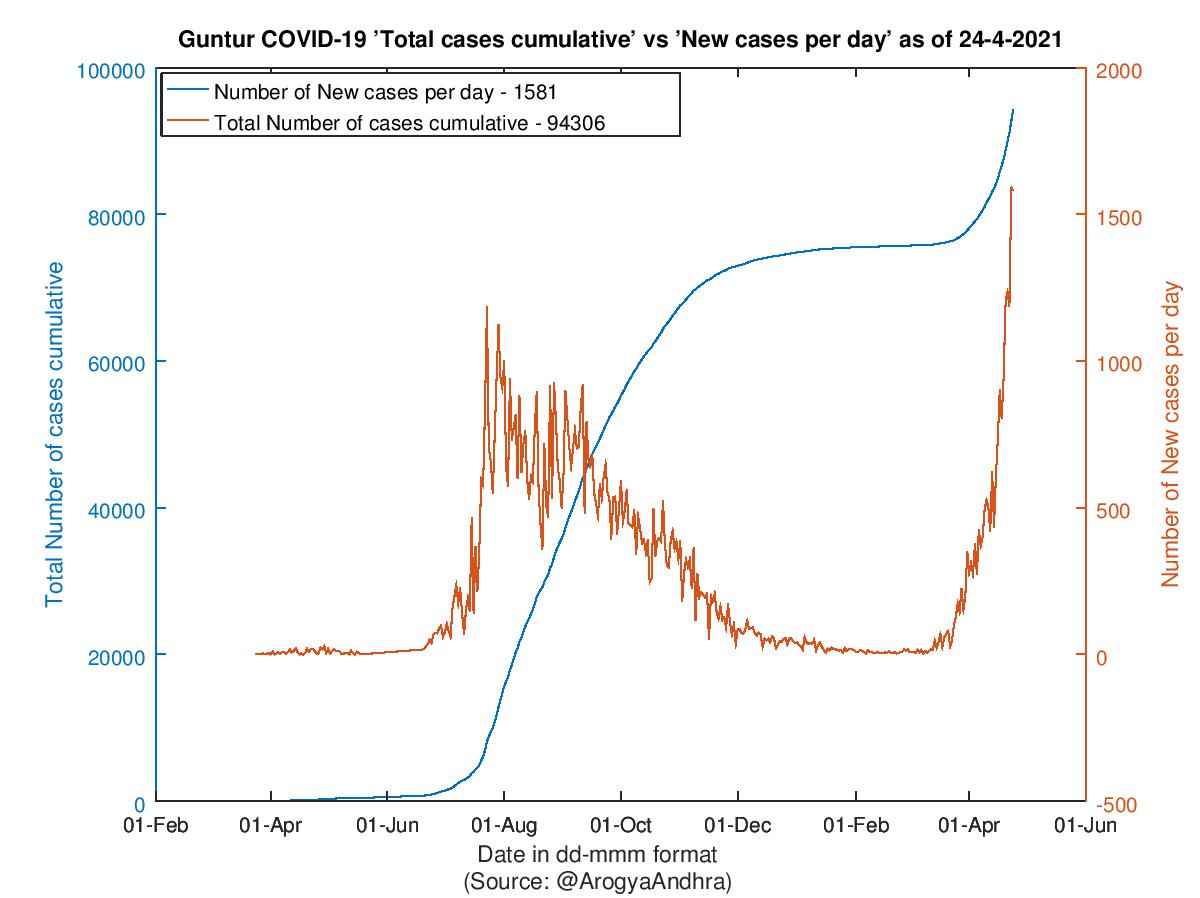 Guntur COVID-19 ’Total cases cumulative’ vs ’New cases per day’ as of 24-4-2021
Number of New cases per day - 1581
Total Number of cases cumulative - 94306
Total Number of cases cumulative
100000
80000
60000
40000
20000
0
2000
1500
1000
500
0
-500
Number of New cases per day
01-Feb 01-Apr 01-Jun 01-Aug 01-Oct 01-Dec 01-Feb 01-Apr 01-Jun
Date in dd-mmm format
(Source: @ArogyaAndhra)